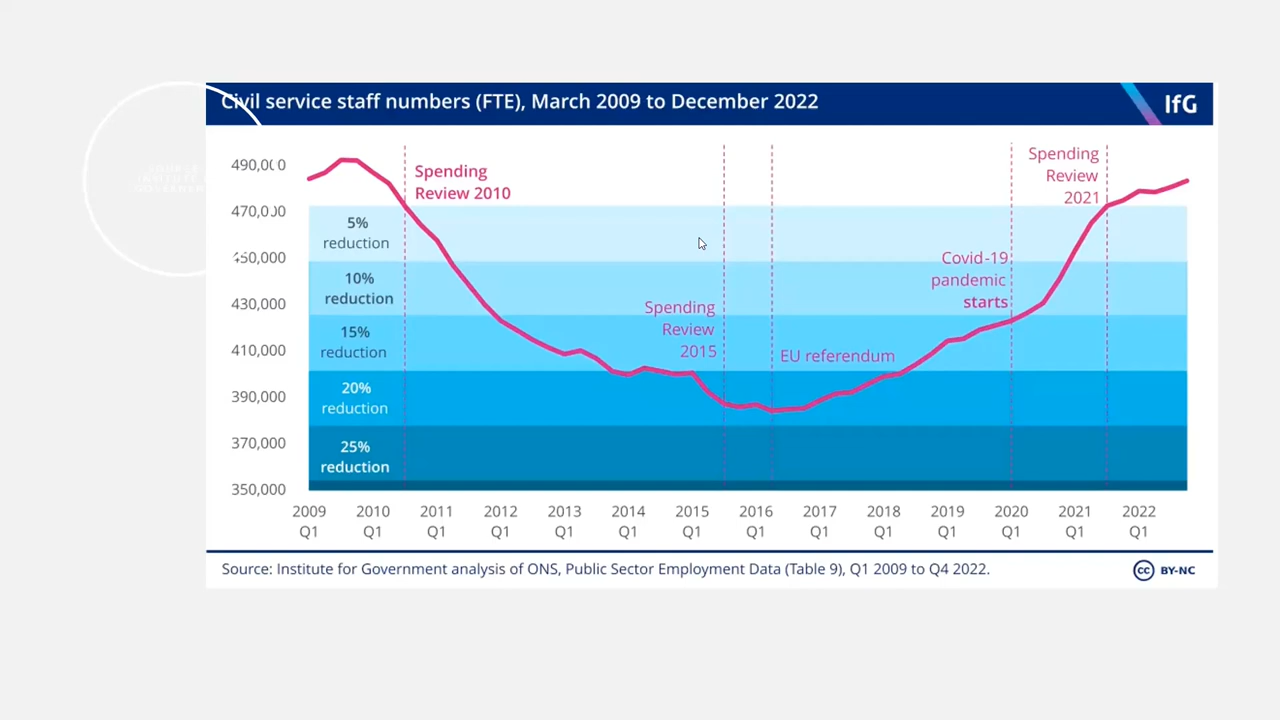 Civil service staff numbers (FTE), March 2009 to December 2022
IfG
490,000
470,000
450,000
430,000
410,000
390,000
370,000
350,000
5%
reduction
10%
reduction
15%
reduction
20%
reduction
25%
reduction
Spending
Review 2010
Spending
Review
2015
EU referendum
Covid-19
pandemic
starts
Spending
Review
2021
2009 2010 2011 2012 2013 2014 2015 2016 2017 2018 2019 2020 2021 2022
Q1 Q1 Q1 Q1 Q1 Q1 Q1 Q1 Q1 Q1 Q1 Q1 Q1 Q1
Source: Institute for Government analysis of ONS, Public Sector Employment Data (Table 9), Q1 2009 to Q4 2022.
cc BY-NC